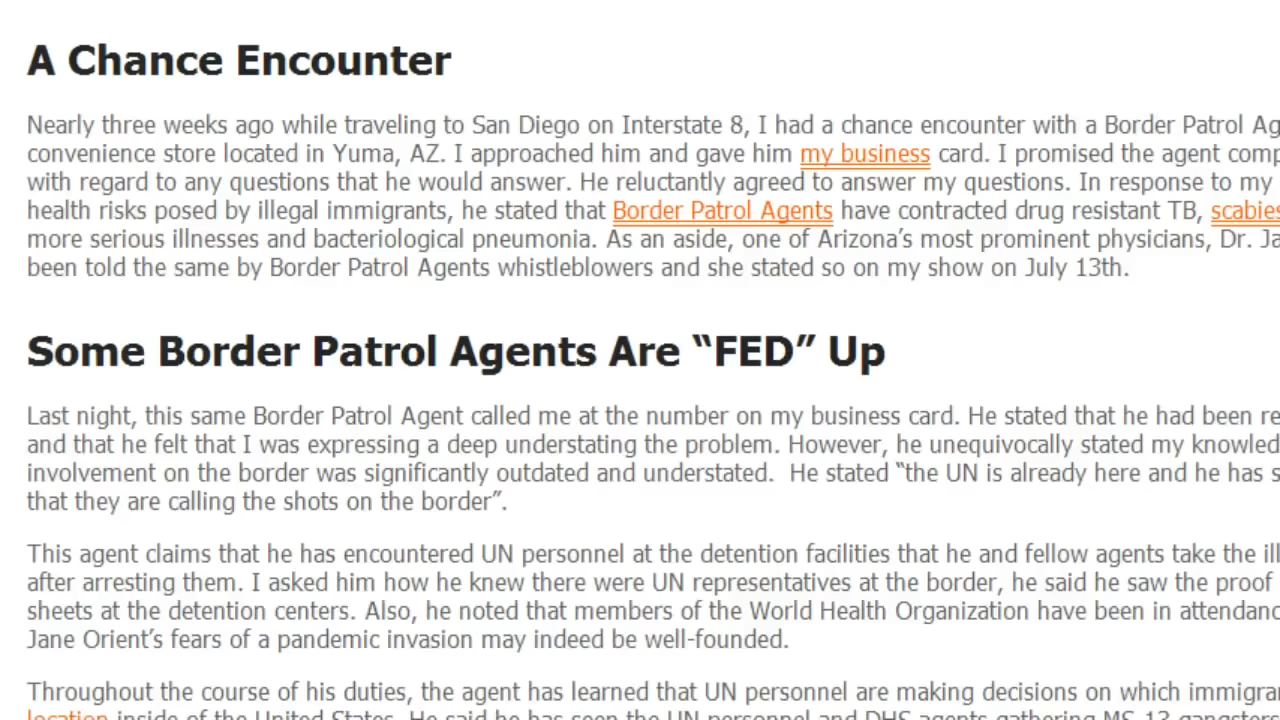 A Chance Encounter
Nearly three weeks ago while traveling to San Diego on Interstate 8, I had a chance encounter with a Border Patrol
convenience store located in Yuma, AZ. I approached him and gave him my business card. I promised the agent
with regard to any questions that he would answer. He reluctantly agreed to answer my questions. In response to my
health risks posed by illegal immigrants, he stated that Border Patrol Agents have contracted drug resistant TB, scabies
more serious illnesses and bacteriological pneumonia. As an aside, one of Arizona’s most prominent physicians, Dr.
been told the same by Border Patrol Agents whistleblowers and she stated so on my show on July 13th.
Some Border Patrol Agents Are “FED” Up
Last night, this same Border Patrol Agent called me at the number on my business card. He stated that he had been
and that he felt that I was expressing a deep understating the problem. However, he unequivocally stated my
involvement on the border was significantly outdated and understated. He stated “the UN is already here and he has
that they are calling the shots on the border”.
This agent claims that he has encountered UN personnel at the detention facilities that he and fellow agents take the
after arresting them. I asked him how he knew there were UN representatives at the border, he said he saw the proof
sheets at the detention centers. Also, he noted that members of the World Health Organization have been in
Jane Orient’s fears of a pandemic invasion may indeed be well-founded.
Throughout the course of his duties, the agent has learned that UN personnel are making decisions on which
location inside of the United States. He said he has seen the UN personnel and DHS agents gathering MS-13 gangsters